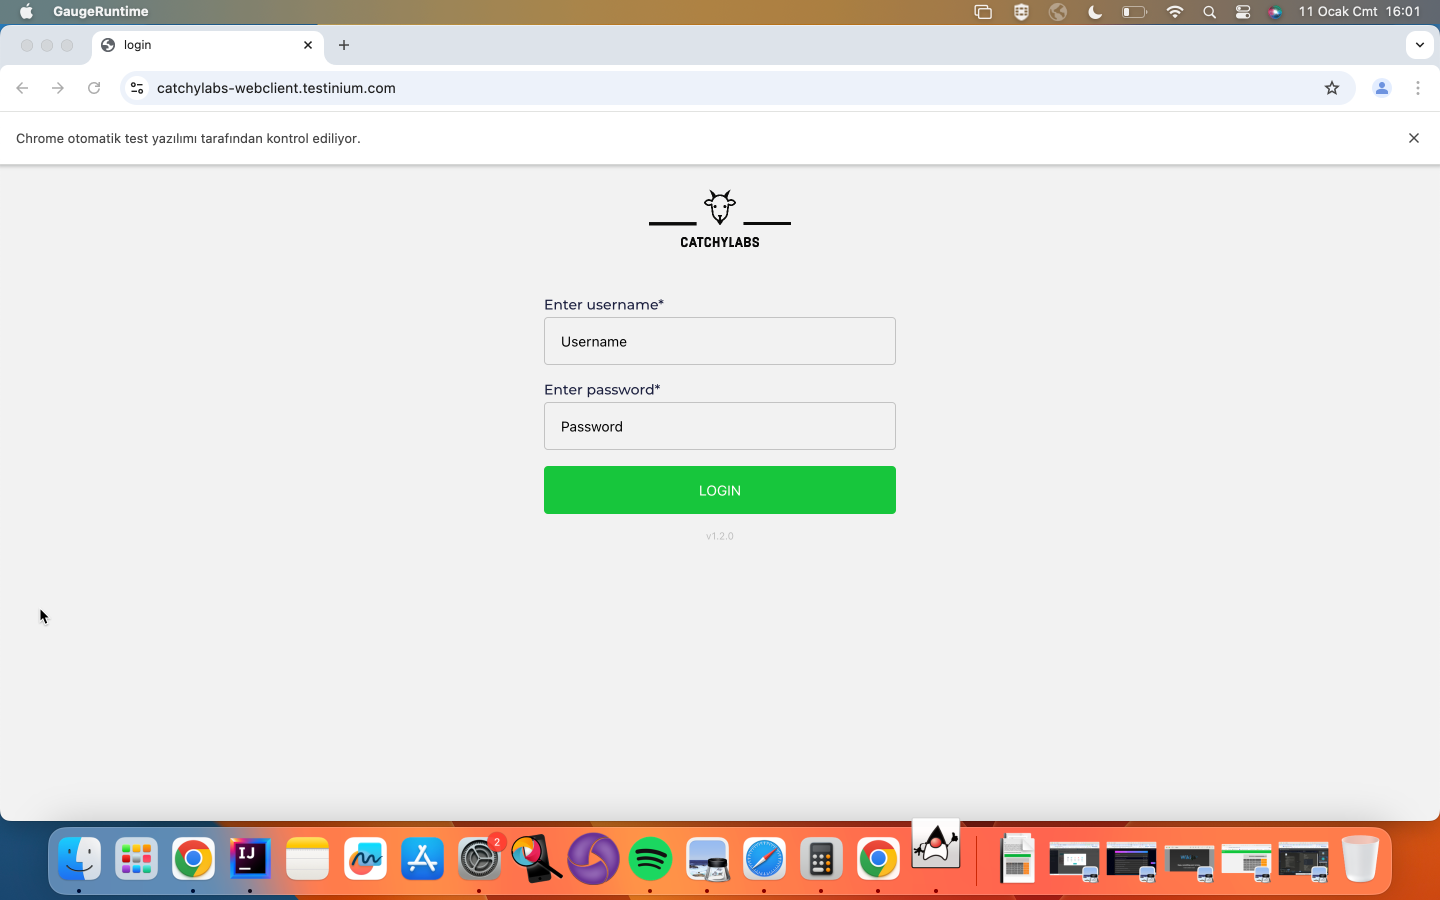 GaugeRuntime
11 Ocak Cmt 16:01
login
catchylabs-webclient.testinium.com
Chrome otomatik test yazılımı tarafından kontrol ediliyor.
CATCHYLABS
Enter username*
Username
Enter password*
Password
LOGIN
v1.2.0
IJ
2